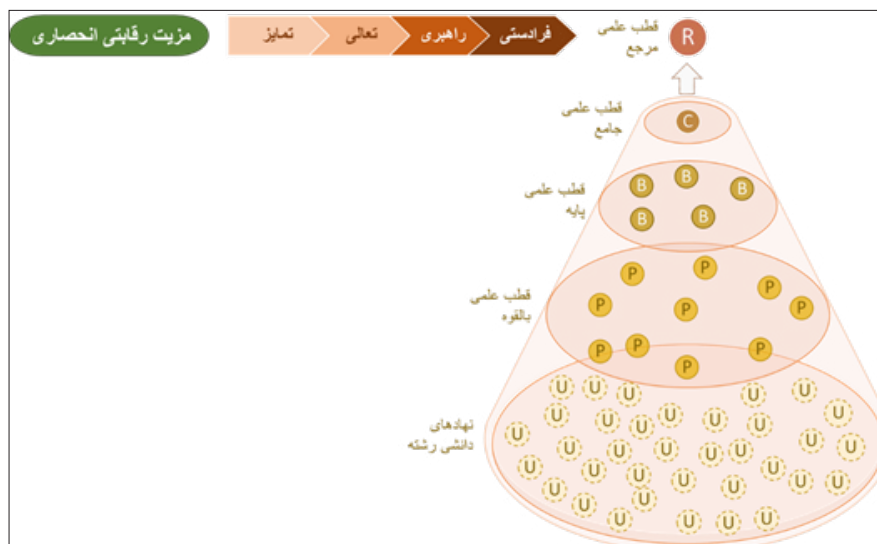 مزیت رقابتی انحصاری
تمایز
تعالی
راهبری
فرادستی
قطب علمی
مرجع
R
قطب علمی
جامع
C
قطب علمی
پایه
B B B
B B
قطب علمی
بالقوه
P P P
P P P
P P P P
نهادهای
دانشی رشته
U U U U U
U U U U U U U
U U U U U U U U
U U U U U U U U
U U U U
U U U U